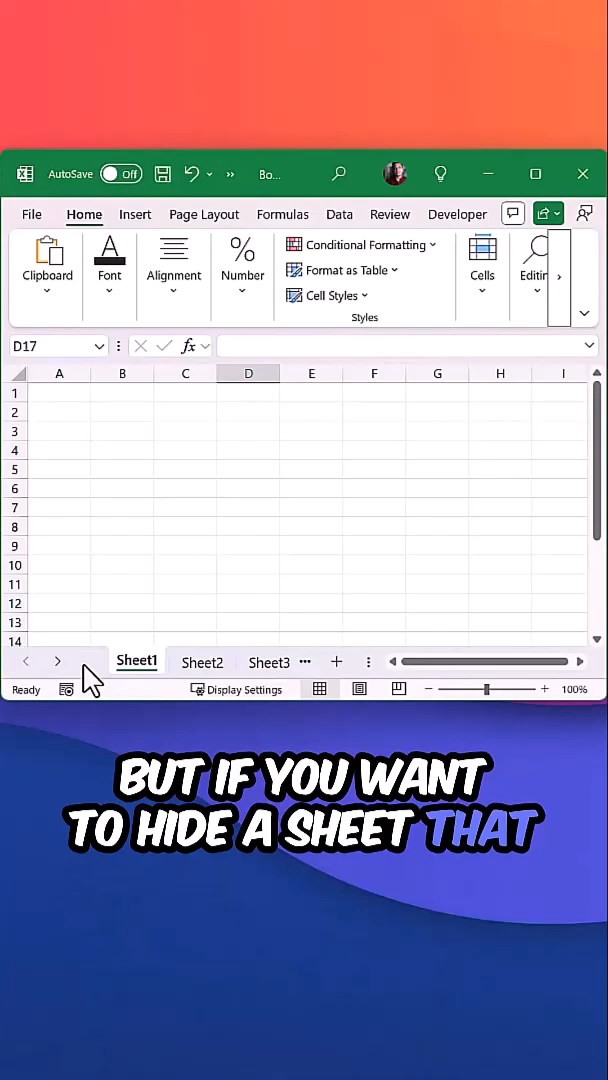 AutoSave Off Bo...
File Home Insert Page Layout Formulas Data Review Developer
Clipboard Font Alignment Number Conditional Formatting Format as Table Cell Styles Styles Cells Editin
D17 fx
A B C D E F G H I
1
2
3
4
5
6
7
8
9
10
11
12
13
14
Sheet1 Sheet2 Sheet3 ...
Ready Display Settings 100%
BUT IF YOU WANT
TO HIDE A SHEET THAT